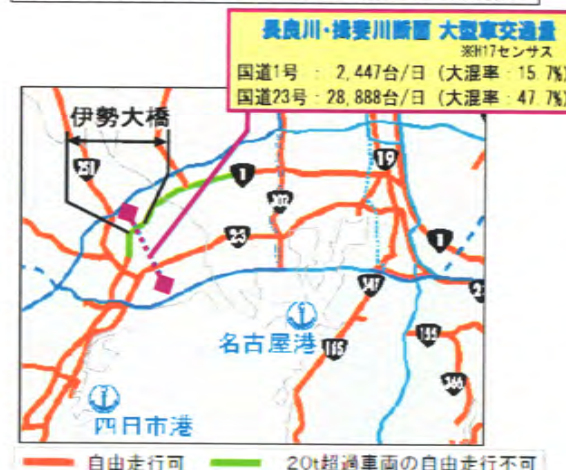 長良川・揖斐川断面 大型車交通量
※H17センサス
国道1号 : 2,447台/日 (大混率:15.7%)
国道23号:28,888台/日 (大混率:47.7%)
伊勢大橋
251
1
19
302
23
1
247
名古屋港
155
165
366
四日市港
自由走行可
20t超過車両の自由走行不可